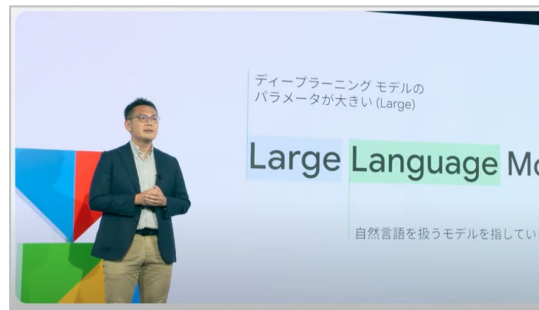 ディープラーニング モデルの
パラメータが大きい (Large)
Large Language Mo
自然言語を扱うモデルを指してい